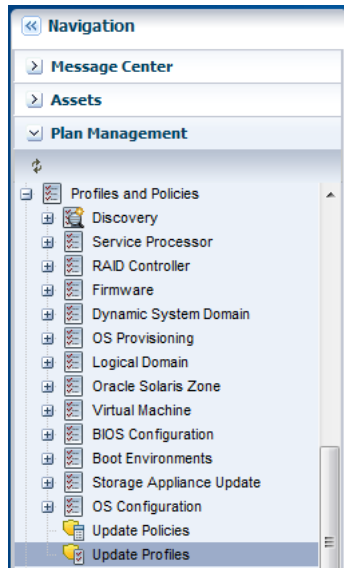 Navigation
Message Center
Assets
Plan Management
Profiles and Policies
Discovery
Service Processor
RAID Controller
Firmware
Dynamic System Domain
OS Provisioning
Logical Domain
Oracle Solaris Zone
Virtual Machine
BIOS Configuration
Boot Environments
Storage Appliance Update
OS Configuration
Update Policies
Update Profiles